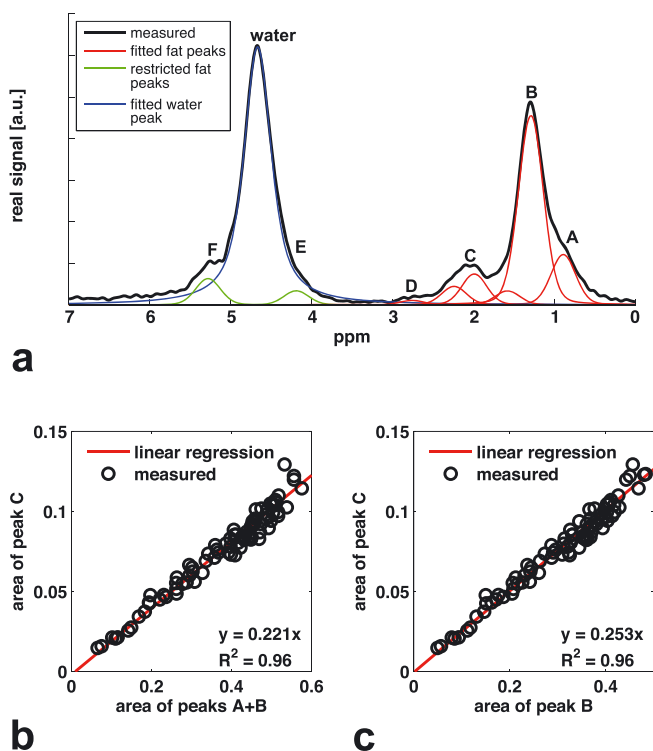 measured
fitted fat peaks
restricted fat
peaks
fitted water
peak
water
B
A
F
E
C
D
real signal [a.u.]
7 6 5 4 3 2 1 0
ppm
a
0.15
0.1
0.05
0
area of peak C
linear regression
measured
y = 0.221x
R² = 0.96
0 0.2 0.4 0.6
area of peaks A+B
b
0.15
0.1
0.05
0
area of peak C
linear regression
measured
y = 0.253x
R² = 0.96
0 0.2 0.4
area of peak B
c